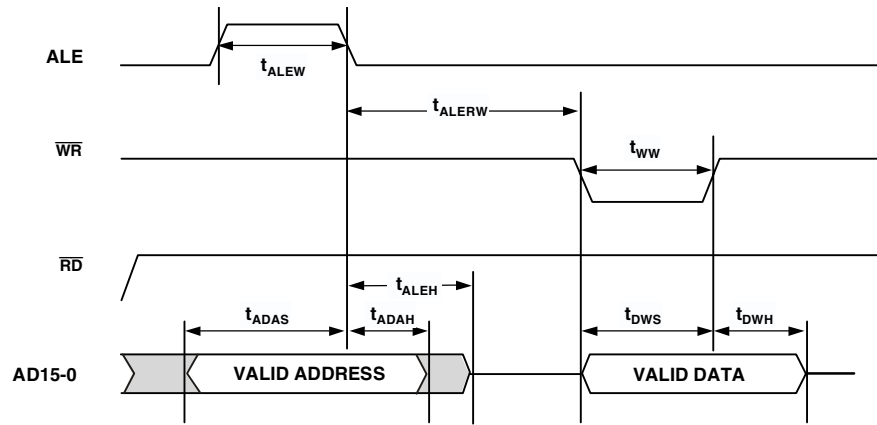 ALE
tALEW
tALERW
WR
tWW
RD
tALEH
tADAS
tADAH
tDWS
tDWH
AD15-0
VALID ADDRESS
VALID DATA